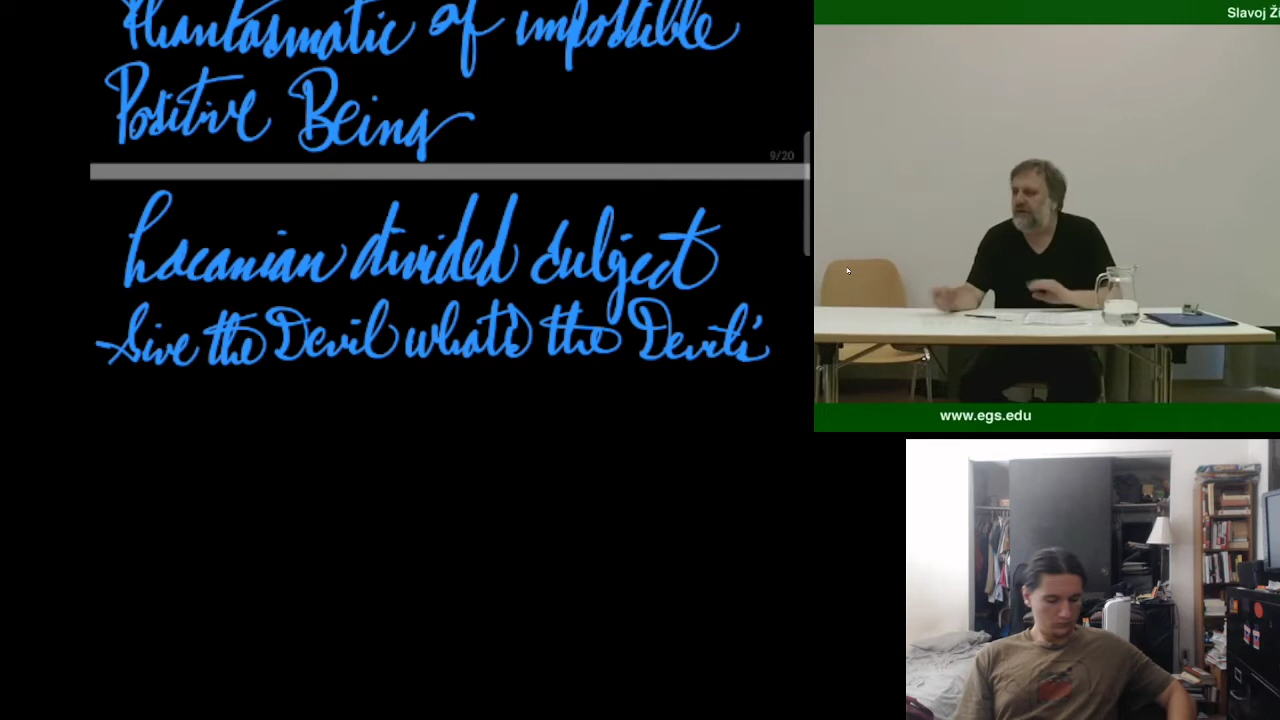 Phantasmatic of impossible
Positive Being
9/20
Lacanian divided subject
Give the Devil what's the Devil's
Slavoj Ži
www.egs.edu